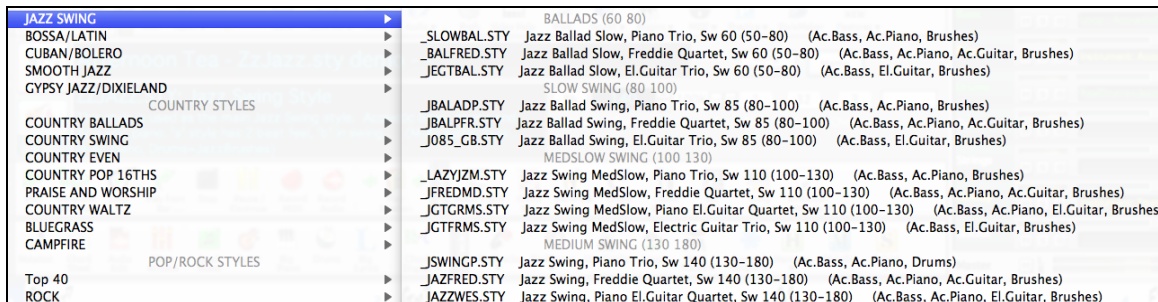 JAZZ SWING
BOSSA/LATIN
CUBAN/BOLERO
SMOOTH JAZZ
GYPSY JAZZ/DIXIELAND
COUNTRY STYLES
COUNTRY BALLADS
COUNTRY SWING
COUNTRY EVEN
COUNTRY POP 16THS
PRAISE AND WORSHIP
COUNTRY WALTZ
BLUEGRASS
CAMPFIRE
POP/ROCK STYLES
Top 40
ROCK
BALLADS (60 80)
_SLOWBAL.STY Jazz Ballad Slow, Piano Trio, Sw 60 (50-80) (Ac.Bass, Ac.Piano, Brushes)
_BALFRED.STY Jazz Ballad Slow, Freddie Quartet, Sw 60 (50-80) (Ac.Bass, Ac.Piano, Ac.Guitar, Brushes)
_JEGTBAL.STY Jazz Ballad Slow, El.Guitar Trio, Sw 60 (50-80) (Ac.Bass, El.Guitar, Brushes)
SLOW SWING (80 100)
_JBALADP.STY Jazz Ballad Swing, Piano Trio, Sw 85 (80-100) (Ac.Bass, Ac.Piano, Brushes)
_JBALPFR.STY Jazz Ballad Swing, Freddie Quartet, Sw 85 (80-100) (Ac.Bass, Ac.Piano, Ac.Guitar, Brushes)
_J085_GB.STY Jazz Ballad Swing, El.Guitar Trio, Sw 85 (80-100) (Ac.Bass, El.Guitar, Brushes)
MEDSLOW SWING (100 130)
_LAZYJZM.STY Jazz Swing MedSlow, Piano Trio, Sw 110 (100-130) (Ac.Bass, Ac.Piano, Brushes)
_JFREDMD.STY Jazz Swing MedSlow, Freddie Quartet, Sw 110 (100-130) (Ac.Bass, Ac.Piano, Ac.Guitar, Brushes)
_JGTGRMS.STY Jazz Swing MedSlow, Piano El.Guitar Quartet, Sw 110 (100-130) (Ac.Bass, Ac.Piano, El.Guitar, Brushes)
_JGTFRMS.STY Jazz Swing MedSlow, Electric Guitar Trio, Sw 110 (100-130) (Ac.Bass, El.Guitar, Brushes)
MEDIUM SWING (130 180)
_JSWINGP.STY Jazz Swing, Piano Trio, Sw 140 (130-180) (Ac.Bass, Ac.Piano, Drums)
_JAZFRED.STY Jazz Swing, Freddie Quartet, Sw 140 (130-180) (Ac.Bass, Ac.Piano, Ac.Guitar, Brushes)
_JAZZWES.STY Jazz Swing, Piano El.Guitar Quartet, Sw 140 (130-180) (Ac.Bass, Ac.Piano, El.Guitar, Brushes)